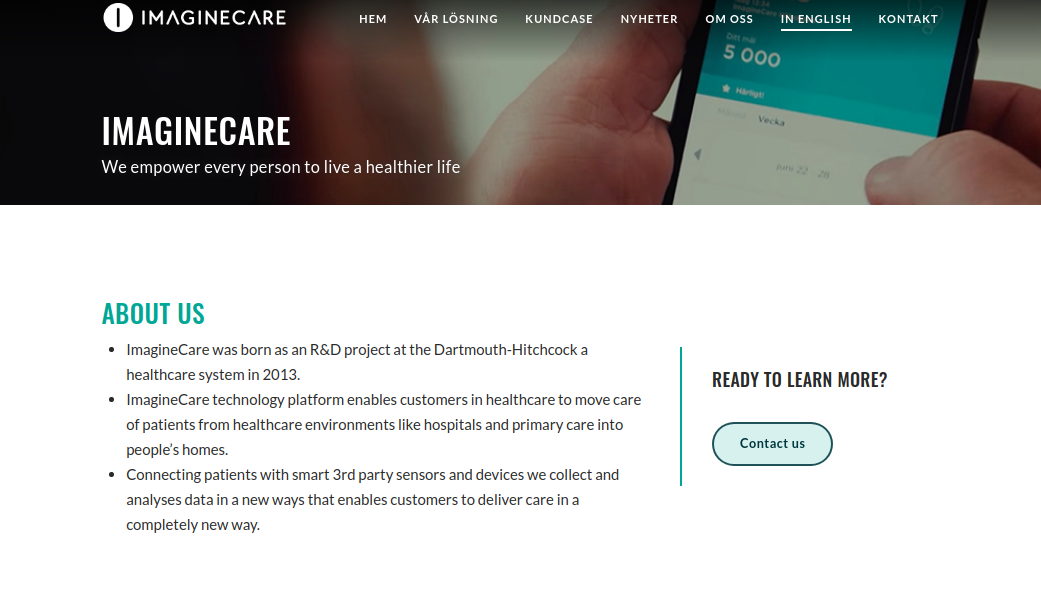 IMAGINECARE
HEM VÅR LÖSNING KUNDCASE NYHETER OM OSS IN ENGLISH KONTAKT
Ditt mål
5 000
Härligt!
Vecka
juni 22 - 28
IMAGINECARE
We empower every person to live a healthier life
ABOUT US
ImagineCare was born as an R&D project at the Dartmouth-Hitchcock a
healthcare system in 2013.
ImagineCare technology platform enables customers in healthcare to move care
of patients from healthcare environments like hospitals and primary care into
people’s homes.
Connecting patients with smart 3rd party sensors and devices we collect and
analyses data in a new ways that enables customers to deliver care in a
completely new way.
READY TO LEARN MORE?
Contact us